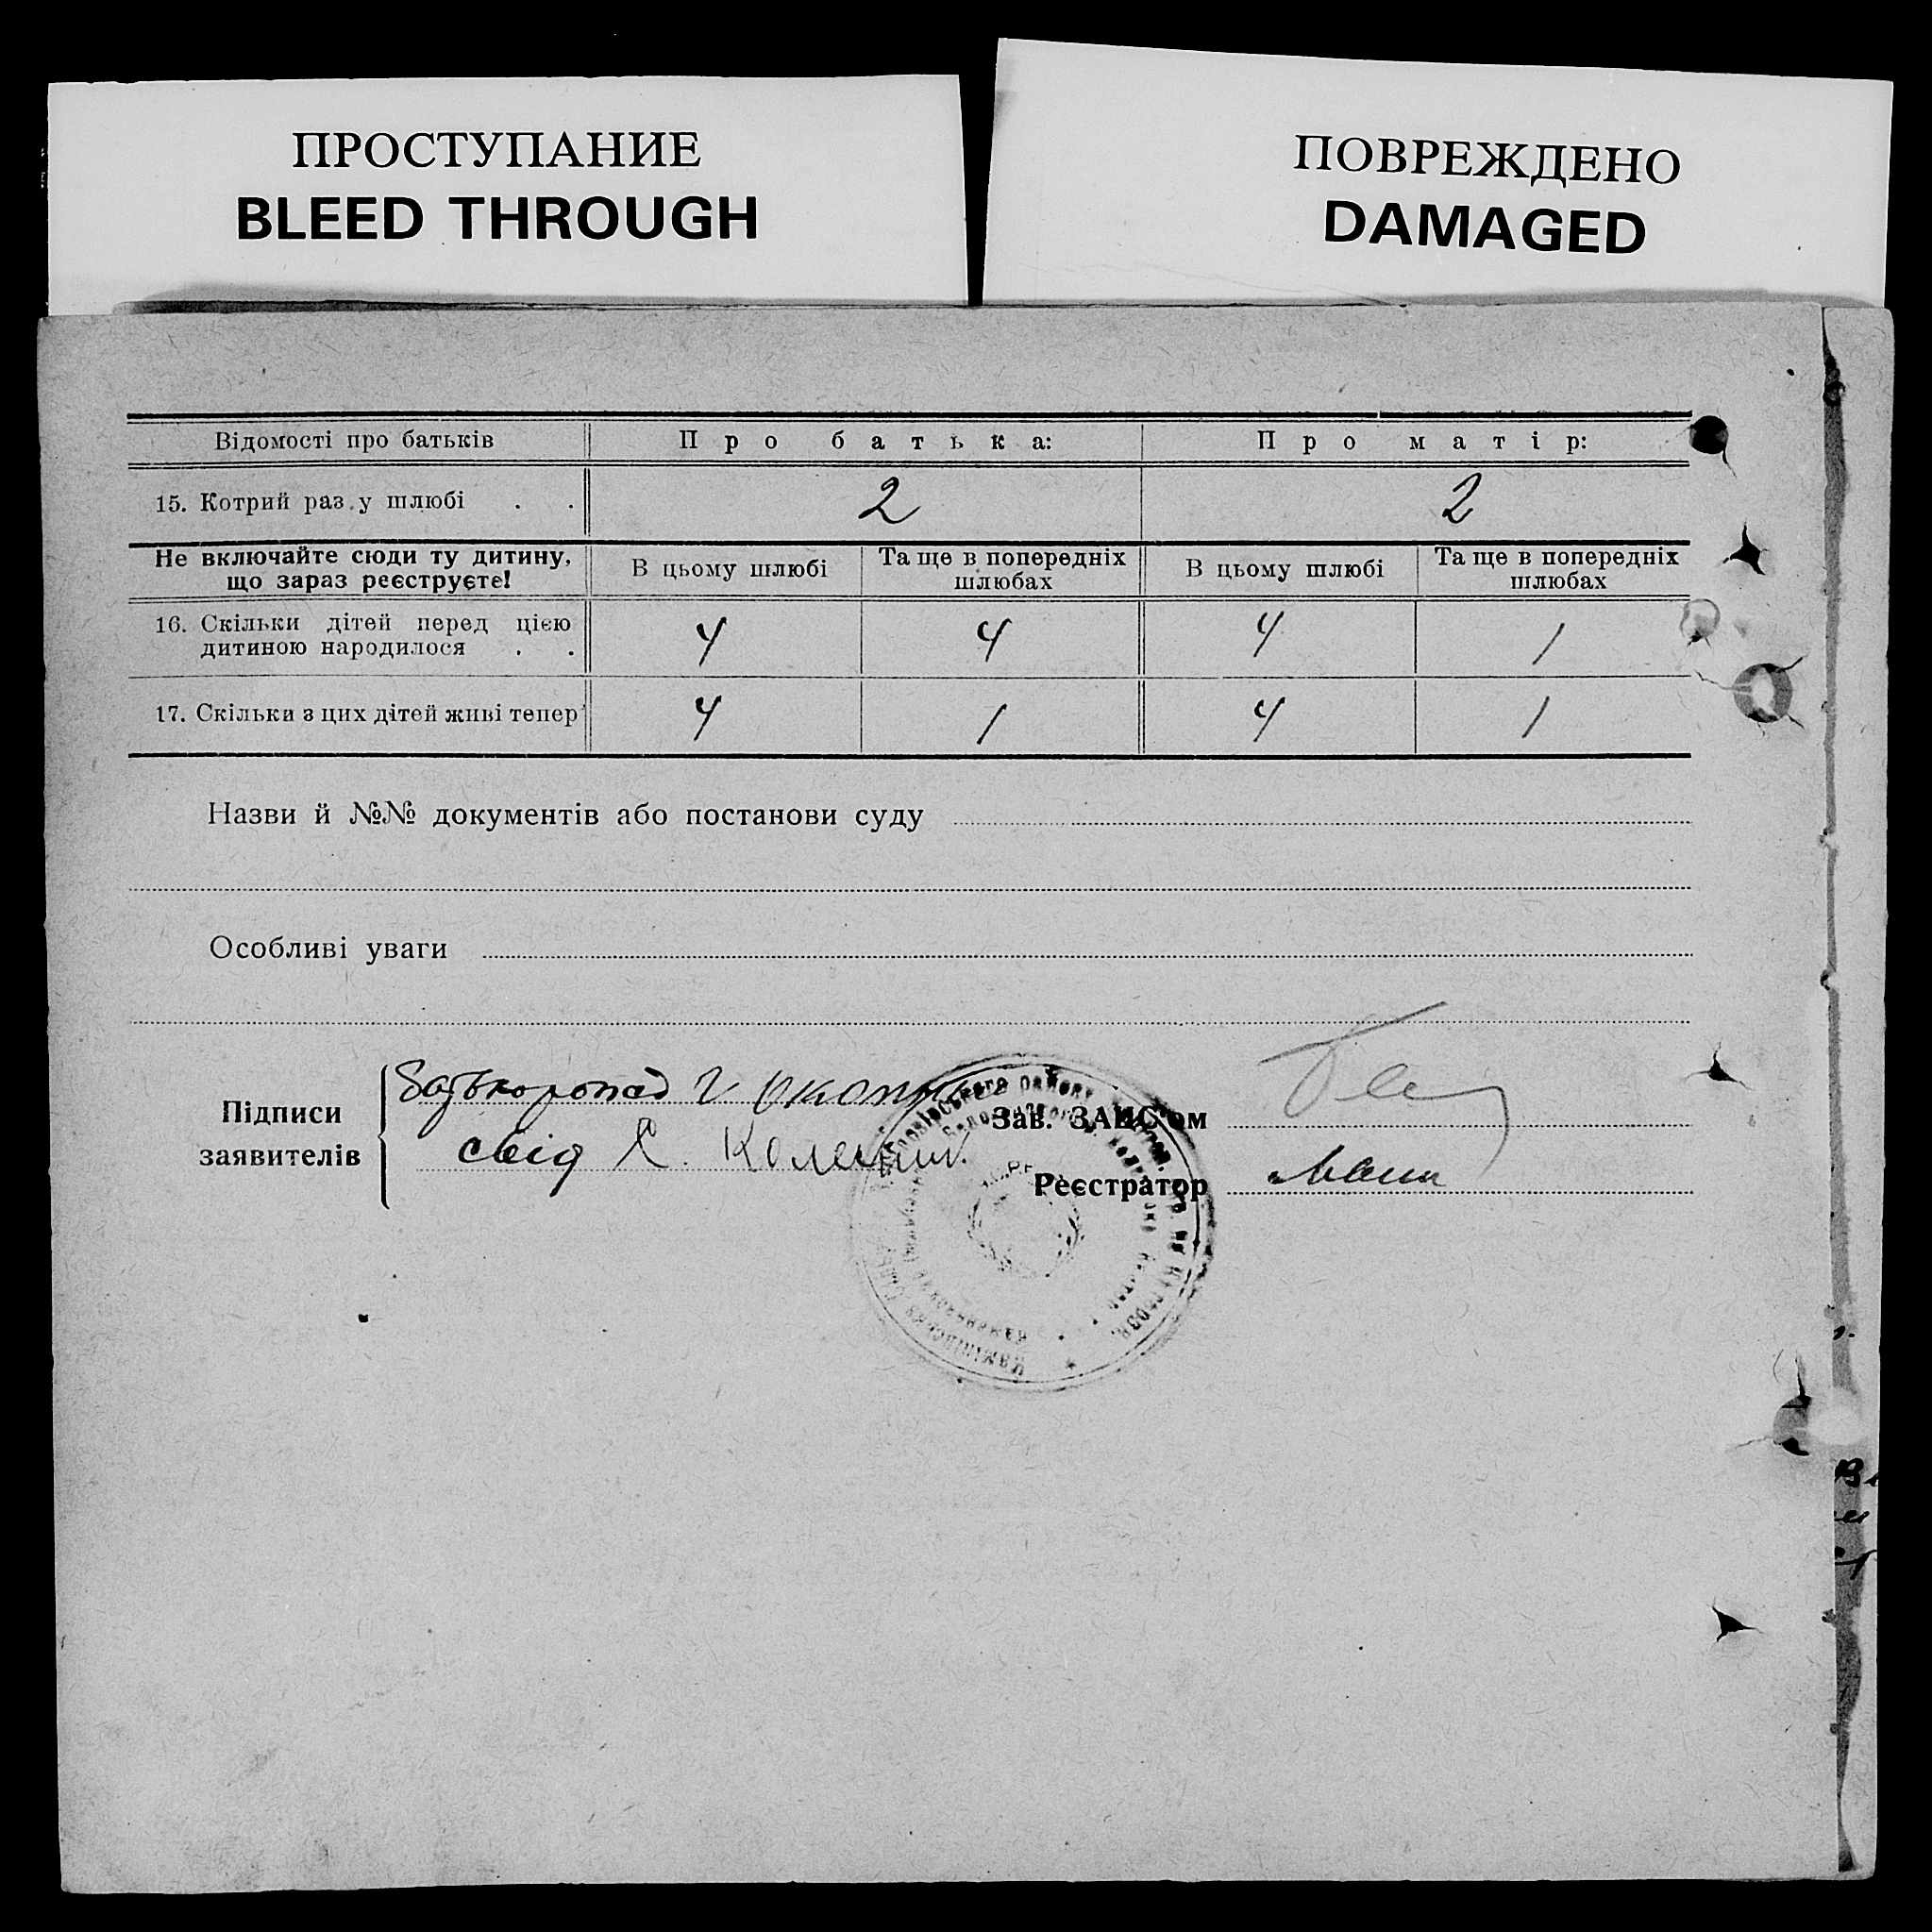 ПРОСТУПАНИЕ
BLEED THROUGH
ПОВРЕЖДЕНО
DAMAGED
Відомості про батьків
Про батька:
Про матір:
15. Котрий раз у шлюбі . .
2
2
Не включайте сюди ту дитину,
що зараз реєструєте!
В цьому шлюбі
Та ще в попередніх
шлюбах
В цьому шлюбі
Та ще в попередніх
шлюбах
16. Скільки дітей перед цією
дитиною народилося . .
4
4
4
1
17. Скільки з цих дітей живі тепер
4
1
4
1
Назви й №№ документів або постанови суду
Особливі уваги
Підписи
заявителів
свід
Зав. ЗАГС'ом
Реєстратор